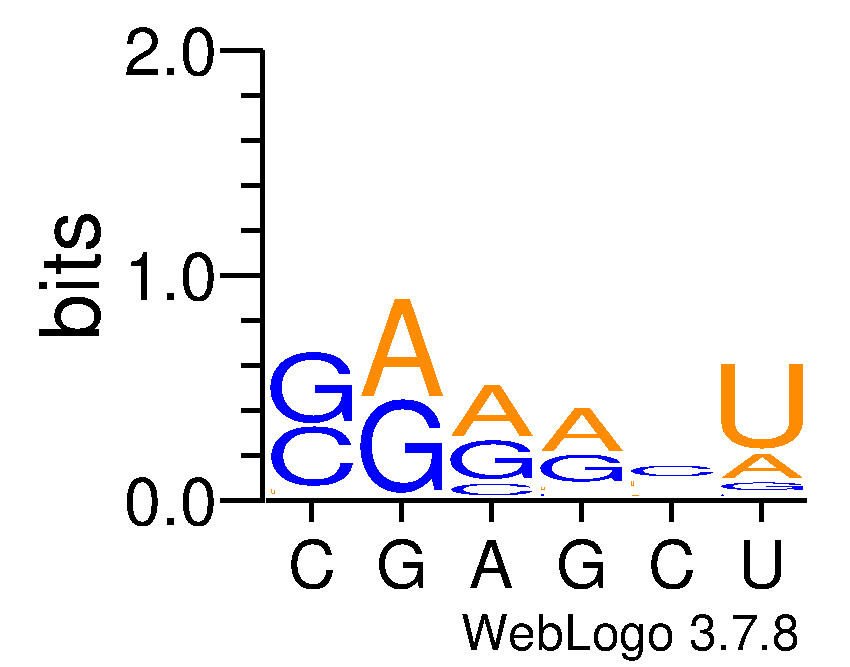 2.0
bits
1.0
0.0
G A A A C U
C G G G A
C G
C G A G C U
WebLogo 3.7.8